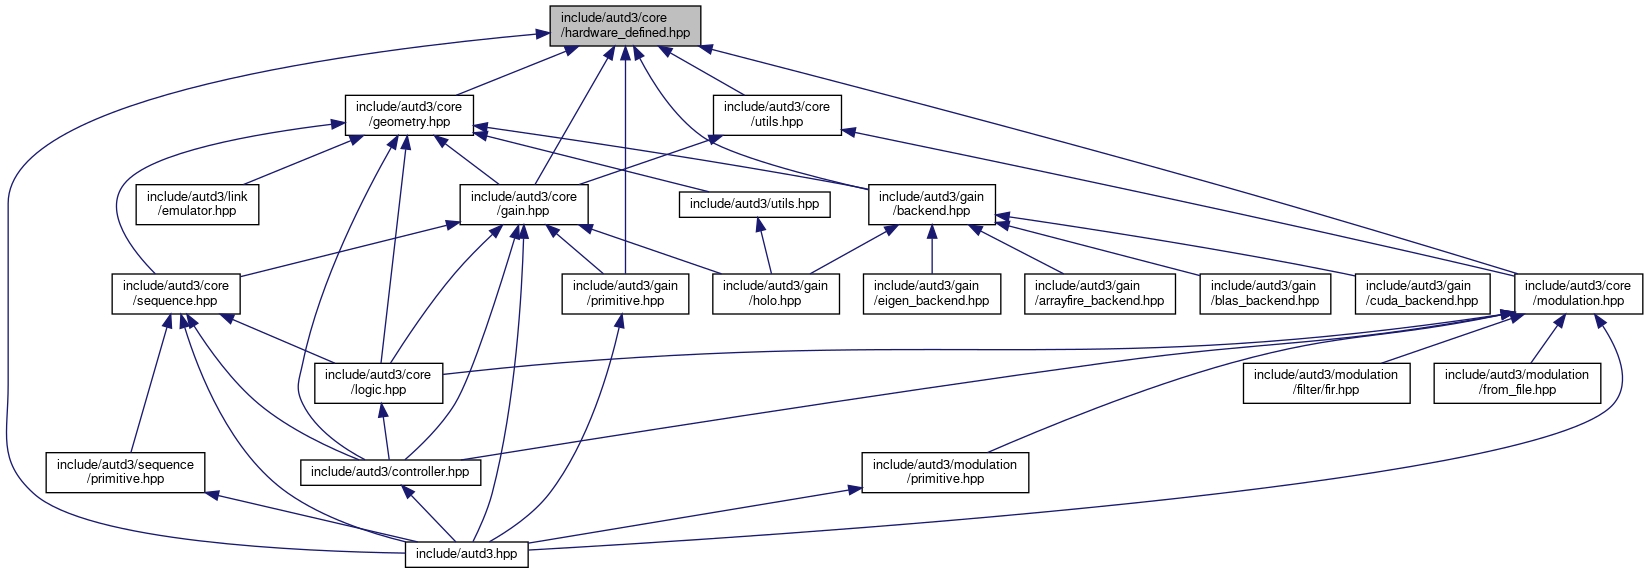 include/autd3/core
/hardware_defined.hpp
include/autd3/core
/geometry.hpp
include/autd3/core
/utils.hpp
include/autd3/link
/emulator.hpp
include/autd3/core
/gain.hpp
include/autd3/utils.hpp
include/autd3/gain
/backend.hpp
include/autd3/core
/sequence.hpp
include/autd3/gain
/primitive.hpp
include/autd3/gain
/holo.hpp
include/autd3/gain
/eigen_backend.hpp
include/autd3/gain
/arrayfire_backend.hpp
include/autd3/gain
/blas_backend.hpp
include/autd3/gain
/cuda_backend.hpp
include/autd3/core
/modulation.hpp
include/autd3/core
/logic.hpp
include/autd3/modulation
/filter/fir.hpp
include/autd3/modulation
/from_file.hpp
include/autd3/sequence
/primitive.hpp
include/autd3/controller.hpp
include/autd3/modulation
/primitive.hpp
include/autd3.hpp